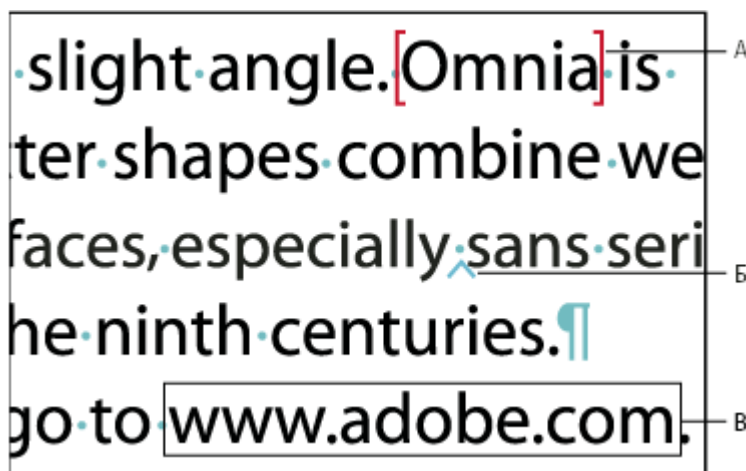 slight angle. [Omnia] is А
tter shapes combine we
faces, especially sans seri Б
he ninth centuries.¶
go to www.adobe.com. В